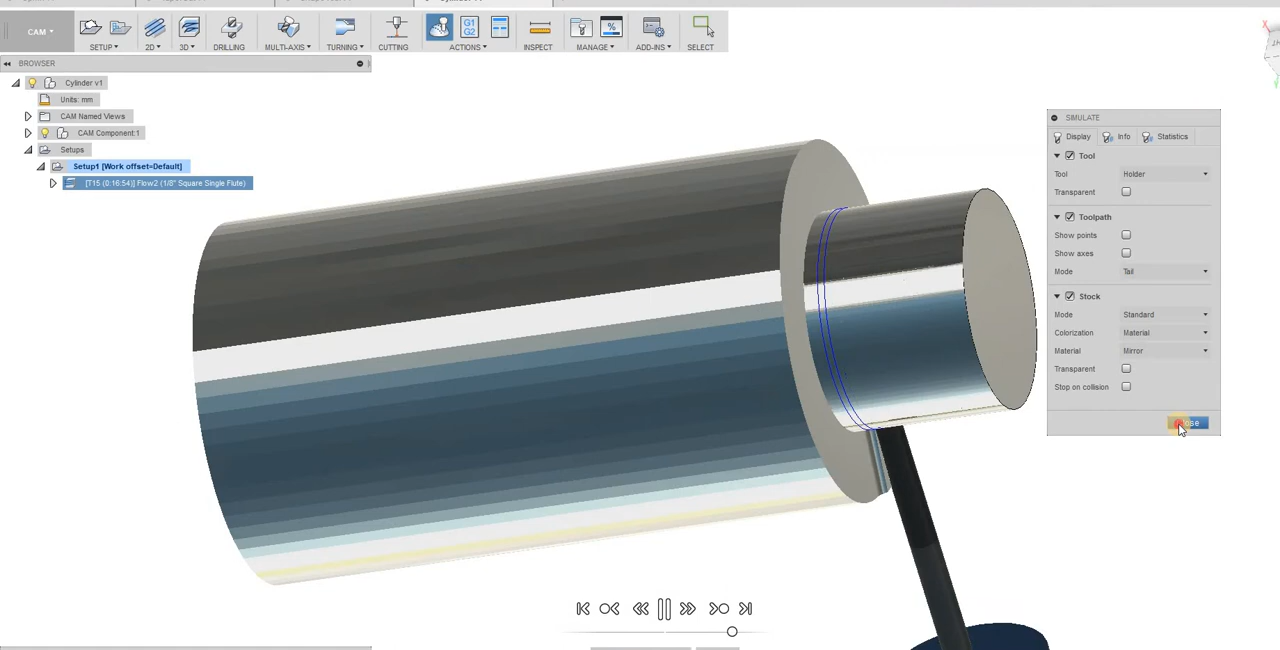 CAM
SETUP
2D
3D
DRILLING
MULTI-AXIS
TURNING
CUTTING
G1
G2
ACTIONS
INSPECT
%
MANAGE
ADD-INS
SELECT
BROWSER
Cylinder v1
Units: mm
CAM Named Views
CAM Component:1
Setups
Setup1 [Work offset=Default]
[T15 (0:16:54)] Flow2 (1/8" Square Single Flute)
SIMULATE
Display Info Statistics
Tool
Tool Holder
Transparent
Toolpath
Show points
Show axes
Mode Tail
Stock
Mode Standard
Colorization Material
Material Mirror
Transparent
Stop on collision